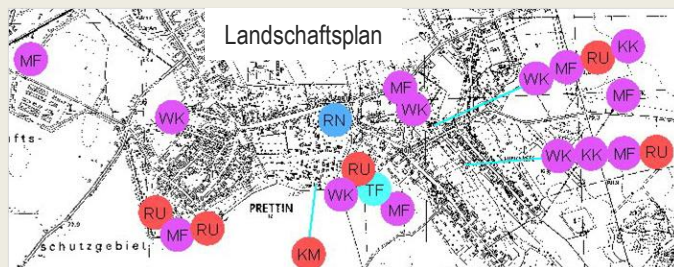 Landschaftsplan
MF
WK
RN
MF
WK
WK
MF
RU
KK
MF
WK
KK
MF
RU
RU
WK
TF
MF
RU
MF
RU
KM
PRETTIN
schutzgebiet